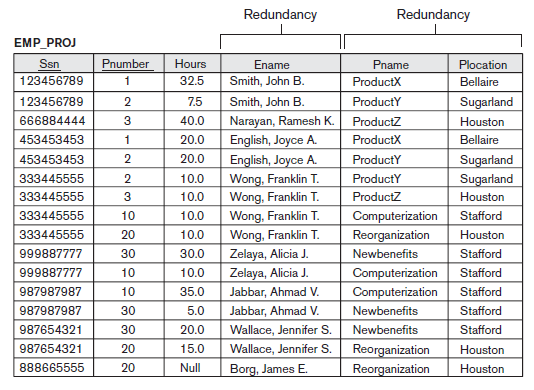 Redundancy Redundancy
EMP_PROJ
Ssn Pnumber Hours Ename Pname Plocation
123456789 1 32.5 Smith, John B. ProductX Bellaire
123456789 2 7.5 Smith, John B. ProductY Sugarland
666884444 3 40.0 Narayan, Ramesh K. ProductZ Houston
453453453 1 20.0 English, Joyce A. ProductX Bellaire
453453453 2 20.0 English, Joyce A. ProductY Sugarland
333445555 2 10.0 Wong, Franklin T. ProductY Sugarland
333445555 3 10.0 Wong, Franklin T. ProductZ Houston
333445555 10 10.0 Wong, Franklin T. Computerization Stafford
333445555 20 10.0 Wong, Franklin T. Reorganization Houston
999887777 30 30.0 Zelaya, Alicia J. Newbenefits Stafford
999887777 10 10.0 Zelaya, Alicia J. Computerization Stafford
987987987 10 35.0 Jabbar, Ahmad V. Computerization Stafford
987987987 30 5.0 Jabbar, Ahmad V. Newbenefits Stafford
987654321 30 20.0 Wallace, Jennifer S. Newbenefits Stafford
987654321 20 15.0 Wallace, Jennifer S. Reorganization Houston
888665555 20 Null Borg, James E. Reorganization Houston